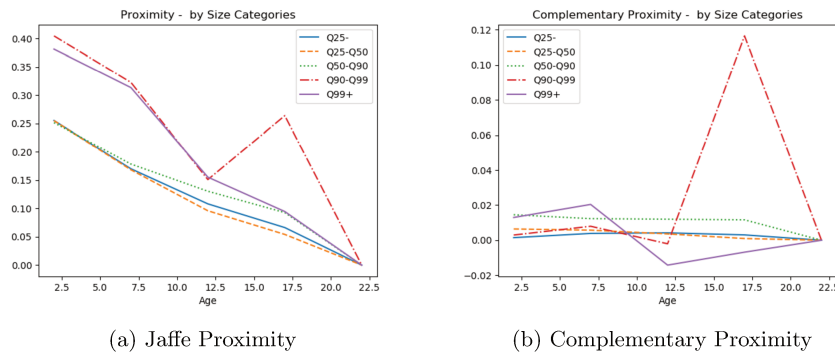 Proximity - by Size Categories
0.40
0.35
0.30
0.25
0.20
0.15
0.10
0.05
0.00
Q25-
Q25-Q50
Q50-Q90
Q90-Q99
Q99+
2.5 5.0 7.5 10.0 12.5 15.0 17.5 20.0 22.5
Age
(a) Jaffe Proximity
Complementary Proximity - by Size Categories
0.12
0.10
0.08
0.06
0.04
0.02
0.00
−0.02
Q25-
Q25-Q50
Q50-Q90
Q90-Q99
Q99+
2.5 5.0 7.5 10.0 12.5 15.0 17.5 20.0 22.5
Age
(b) Complementary Proximity